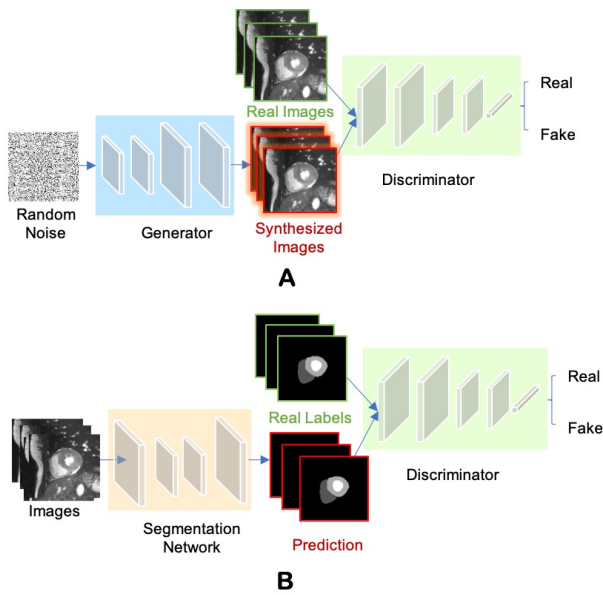 Real Images
Real
Fake
Discriminator
Random
Noise
Generator
Synthesized
Images
A
Real Labels
Real
Fake
Discriminator
Images
Segmentation
Network
Prediction
B